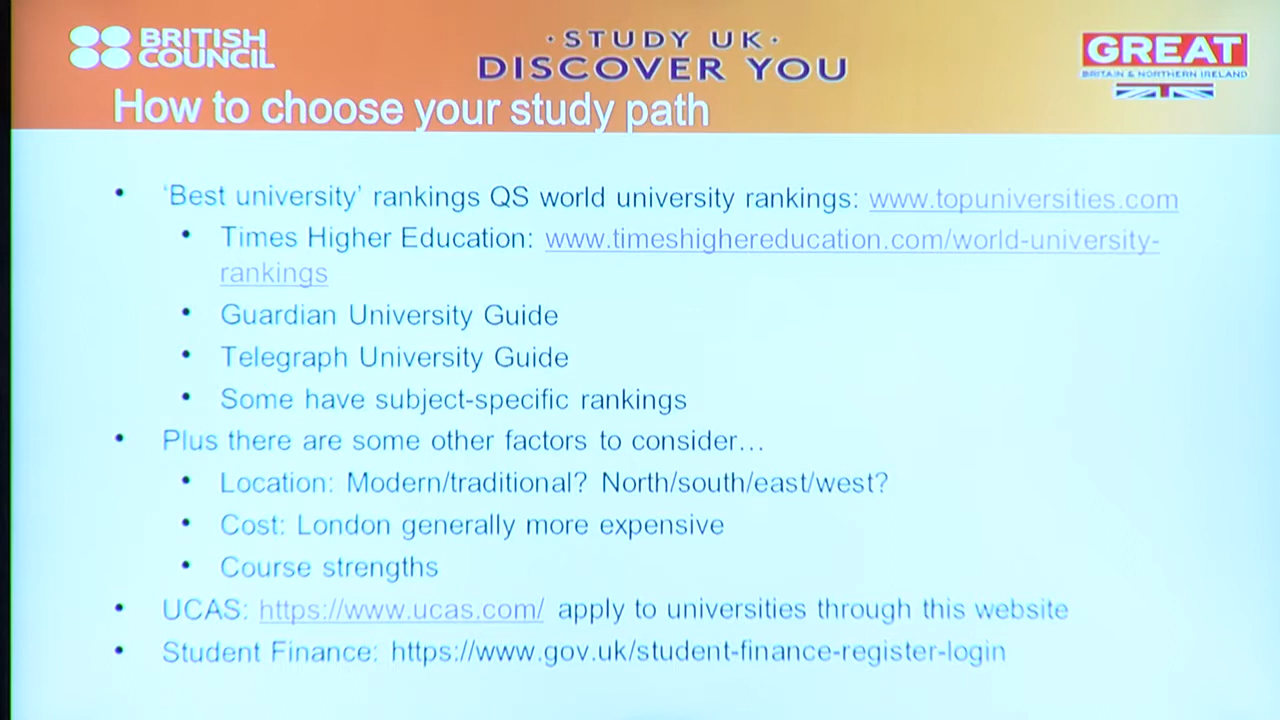 BRITISH
COUNCIL
· STUDY UK ·
DISCOVER YOU
GREAT
BRITAIN & NORTHERN IRELAND
How to choose your study path
• 'Best university' rankings QS world university rankings: www.topuniversities.com
• Times Higher Education: www.timeshighereducation.com/world-university-
rankings
• Guardian University Guide
• Telegraph University Guide
• Some have subject-specific rankings
• Plus there are some other factors to consider…
• Location: Modern/traditional? North/south/east/west?
• Cost: London generally more expensive
• Course strengths
• UCAS: https://www.ucas.com/ apply to universities through this website
• Student Finance: https://www.gov.uk/student-finance-register-login